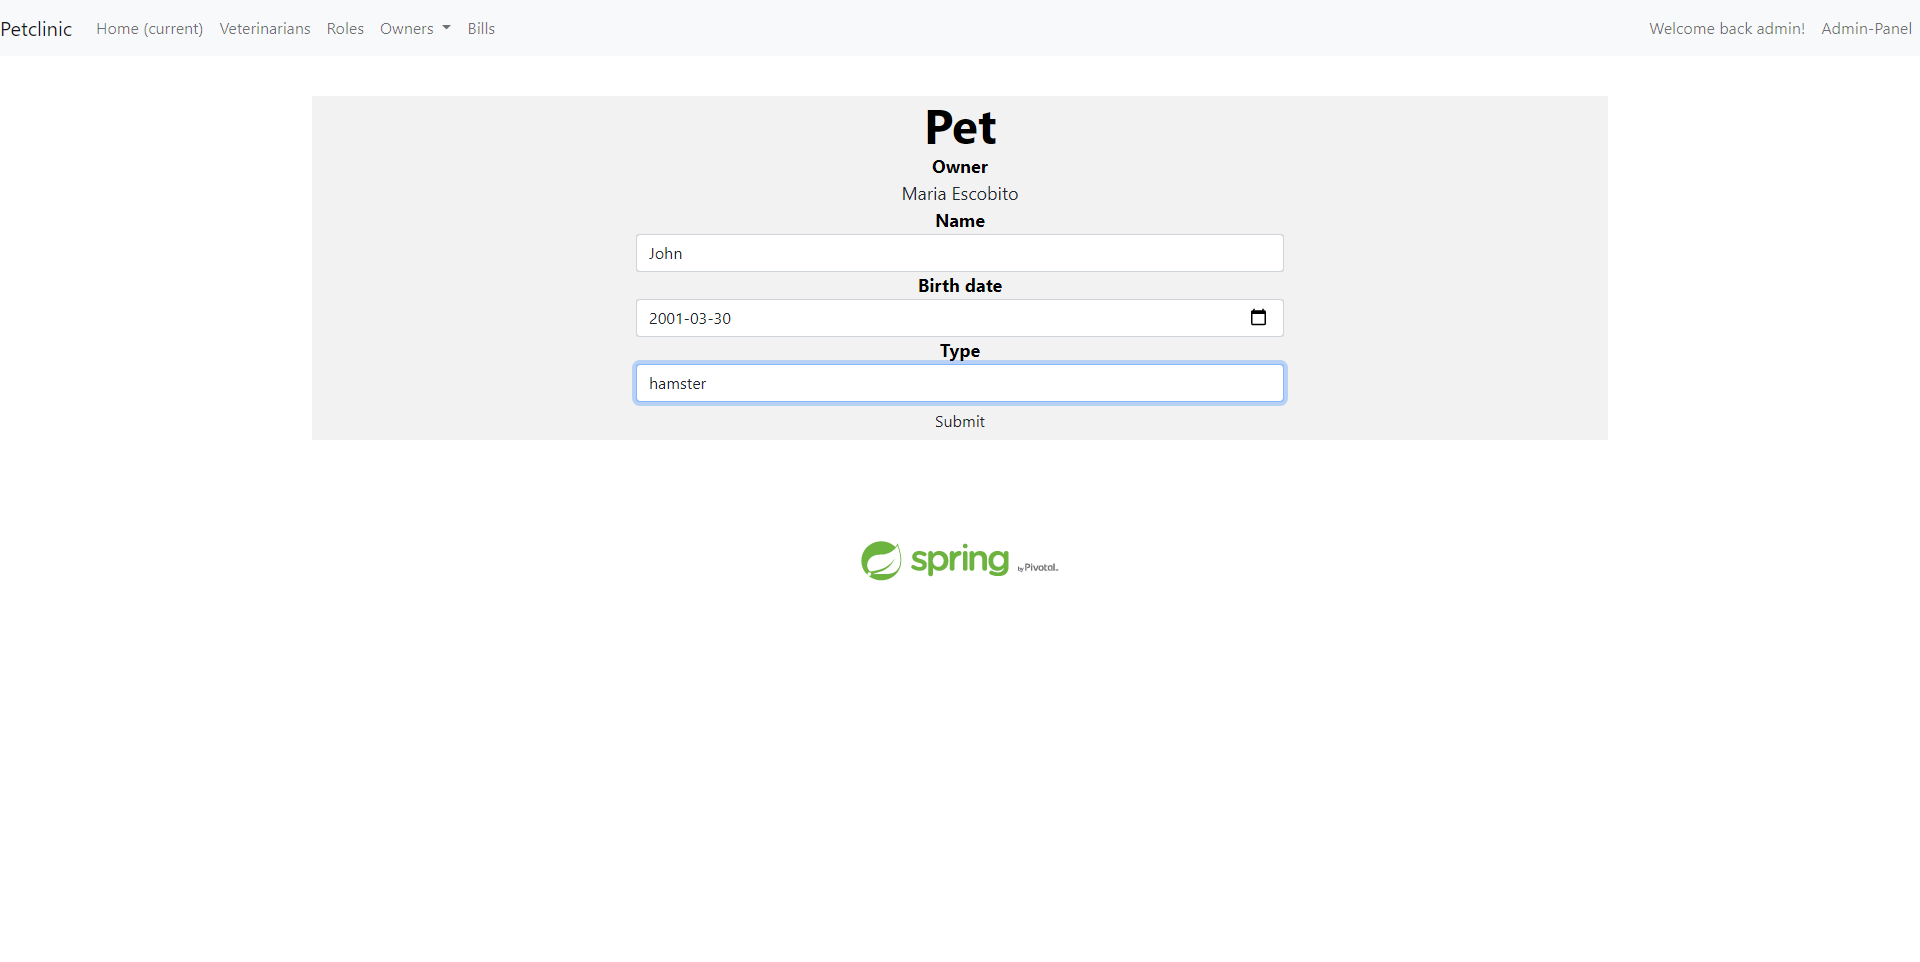 Petclinic Home (current) Veterinarians Roles Owners Bills Welcome back admin! Admin-Panel
Pet
Owner
Maria Escobito
Name
John
Birth date
2001-03-30
Type
hamster
Submit
spring by Pivotal.